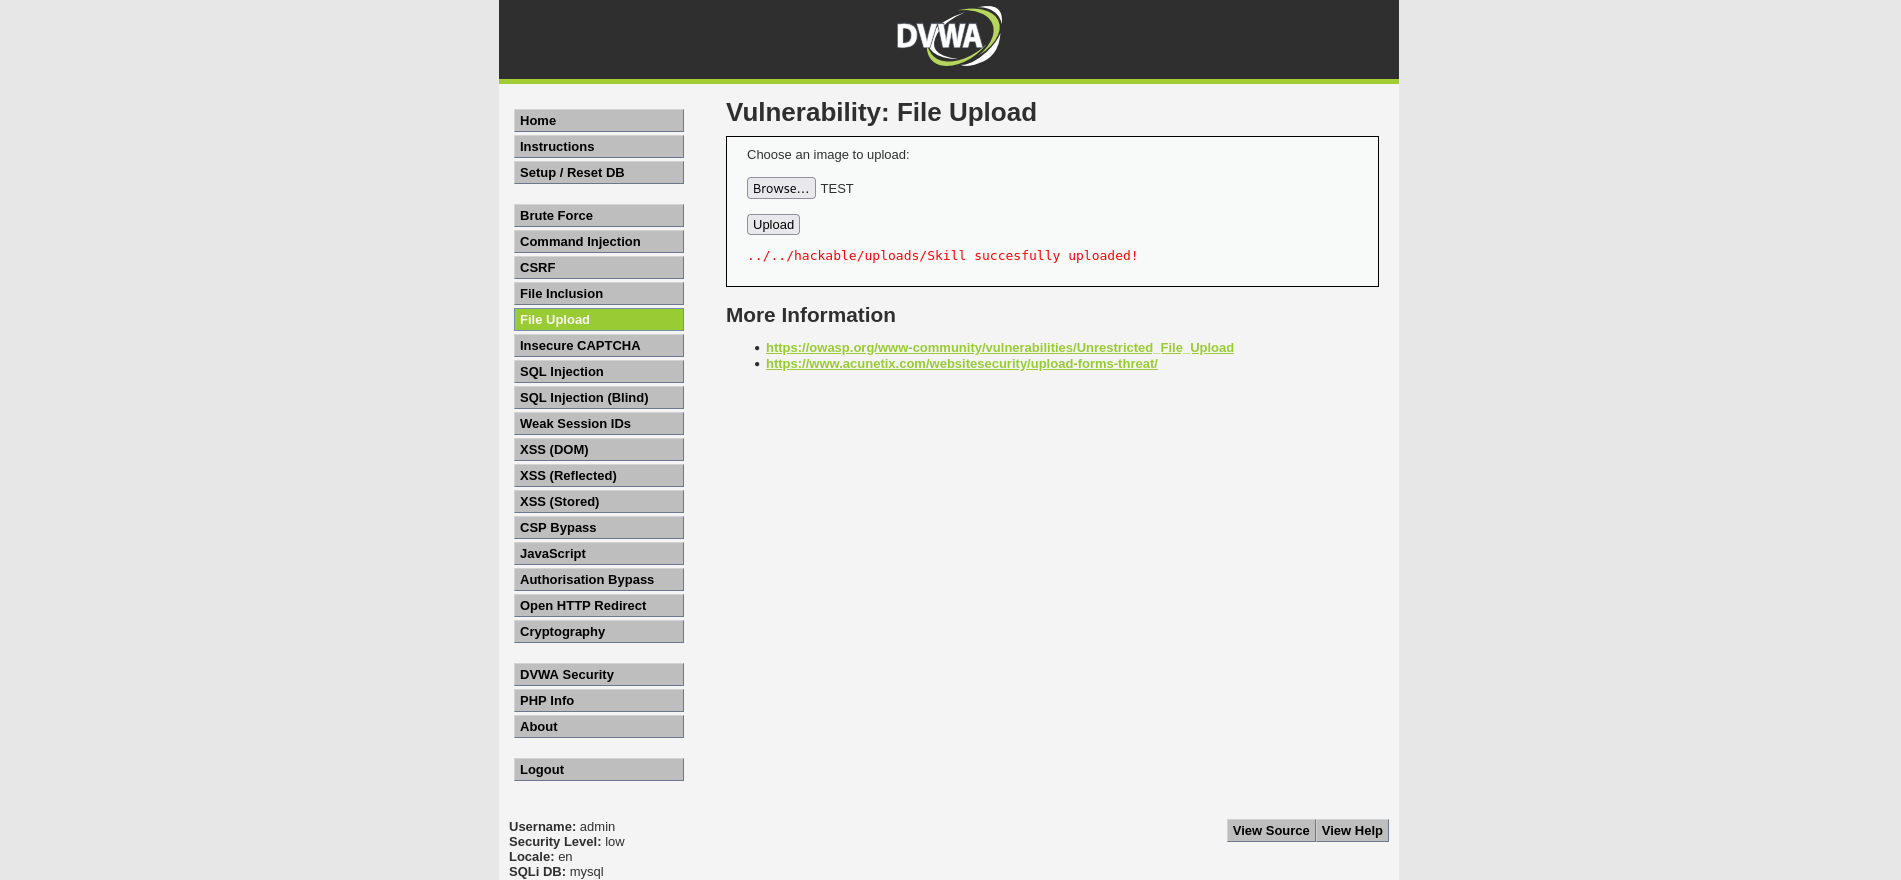 DVWA
Home
Instructions
Setup / Reset DB
Brute Force
Command Injection
CSRF
File Inclusion
File Upload
Insecure CAPTCHA
SQL Injection
SQL Injection (Blind)
Weak Session IDs
XSS (DOM)
XSS (Reflected)
XSS (Stored)
CSP Bypass
JavaScript
Authorisation Bypass
Open HTTP Redirect
Cryptography
DVWA Security
PHP Info
About
Logout
Vulnerability: File Upload
Choose an image to upload:
Browse... TEST
Upload
../../hackable/uploads/Skill succesfully uploaded!
More Information
https://owasp.org/www-community/vulnerabilities/Unrestricted_File_Upload
https://www.acunetix.com/websitesecurity/upload-forms-threat/
Username: admin
Security Level: low
Locale: en
SQLi DB: mysql
View Source View Help